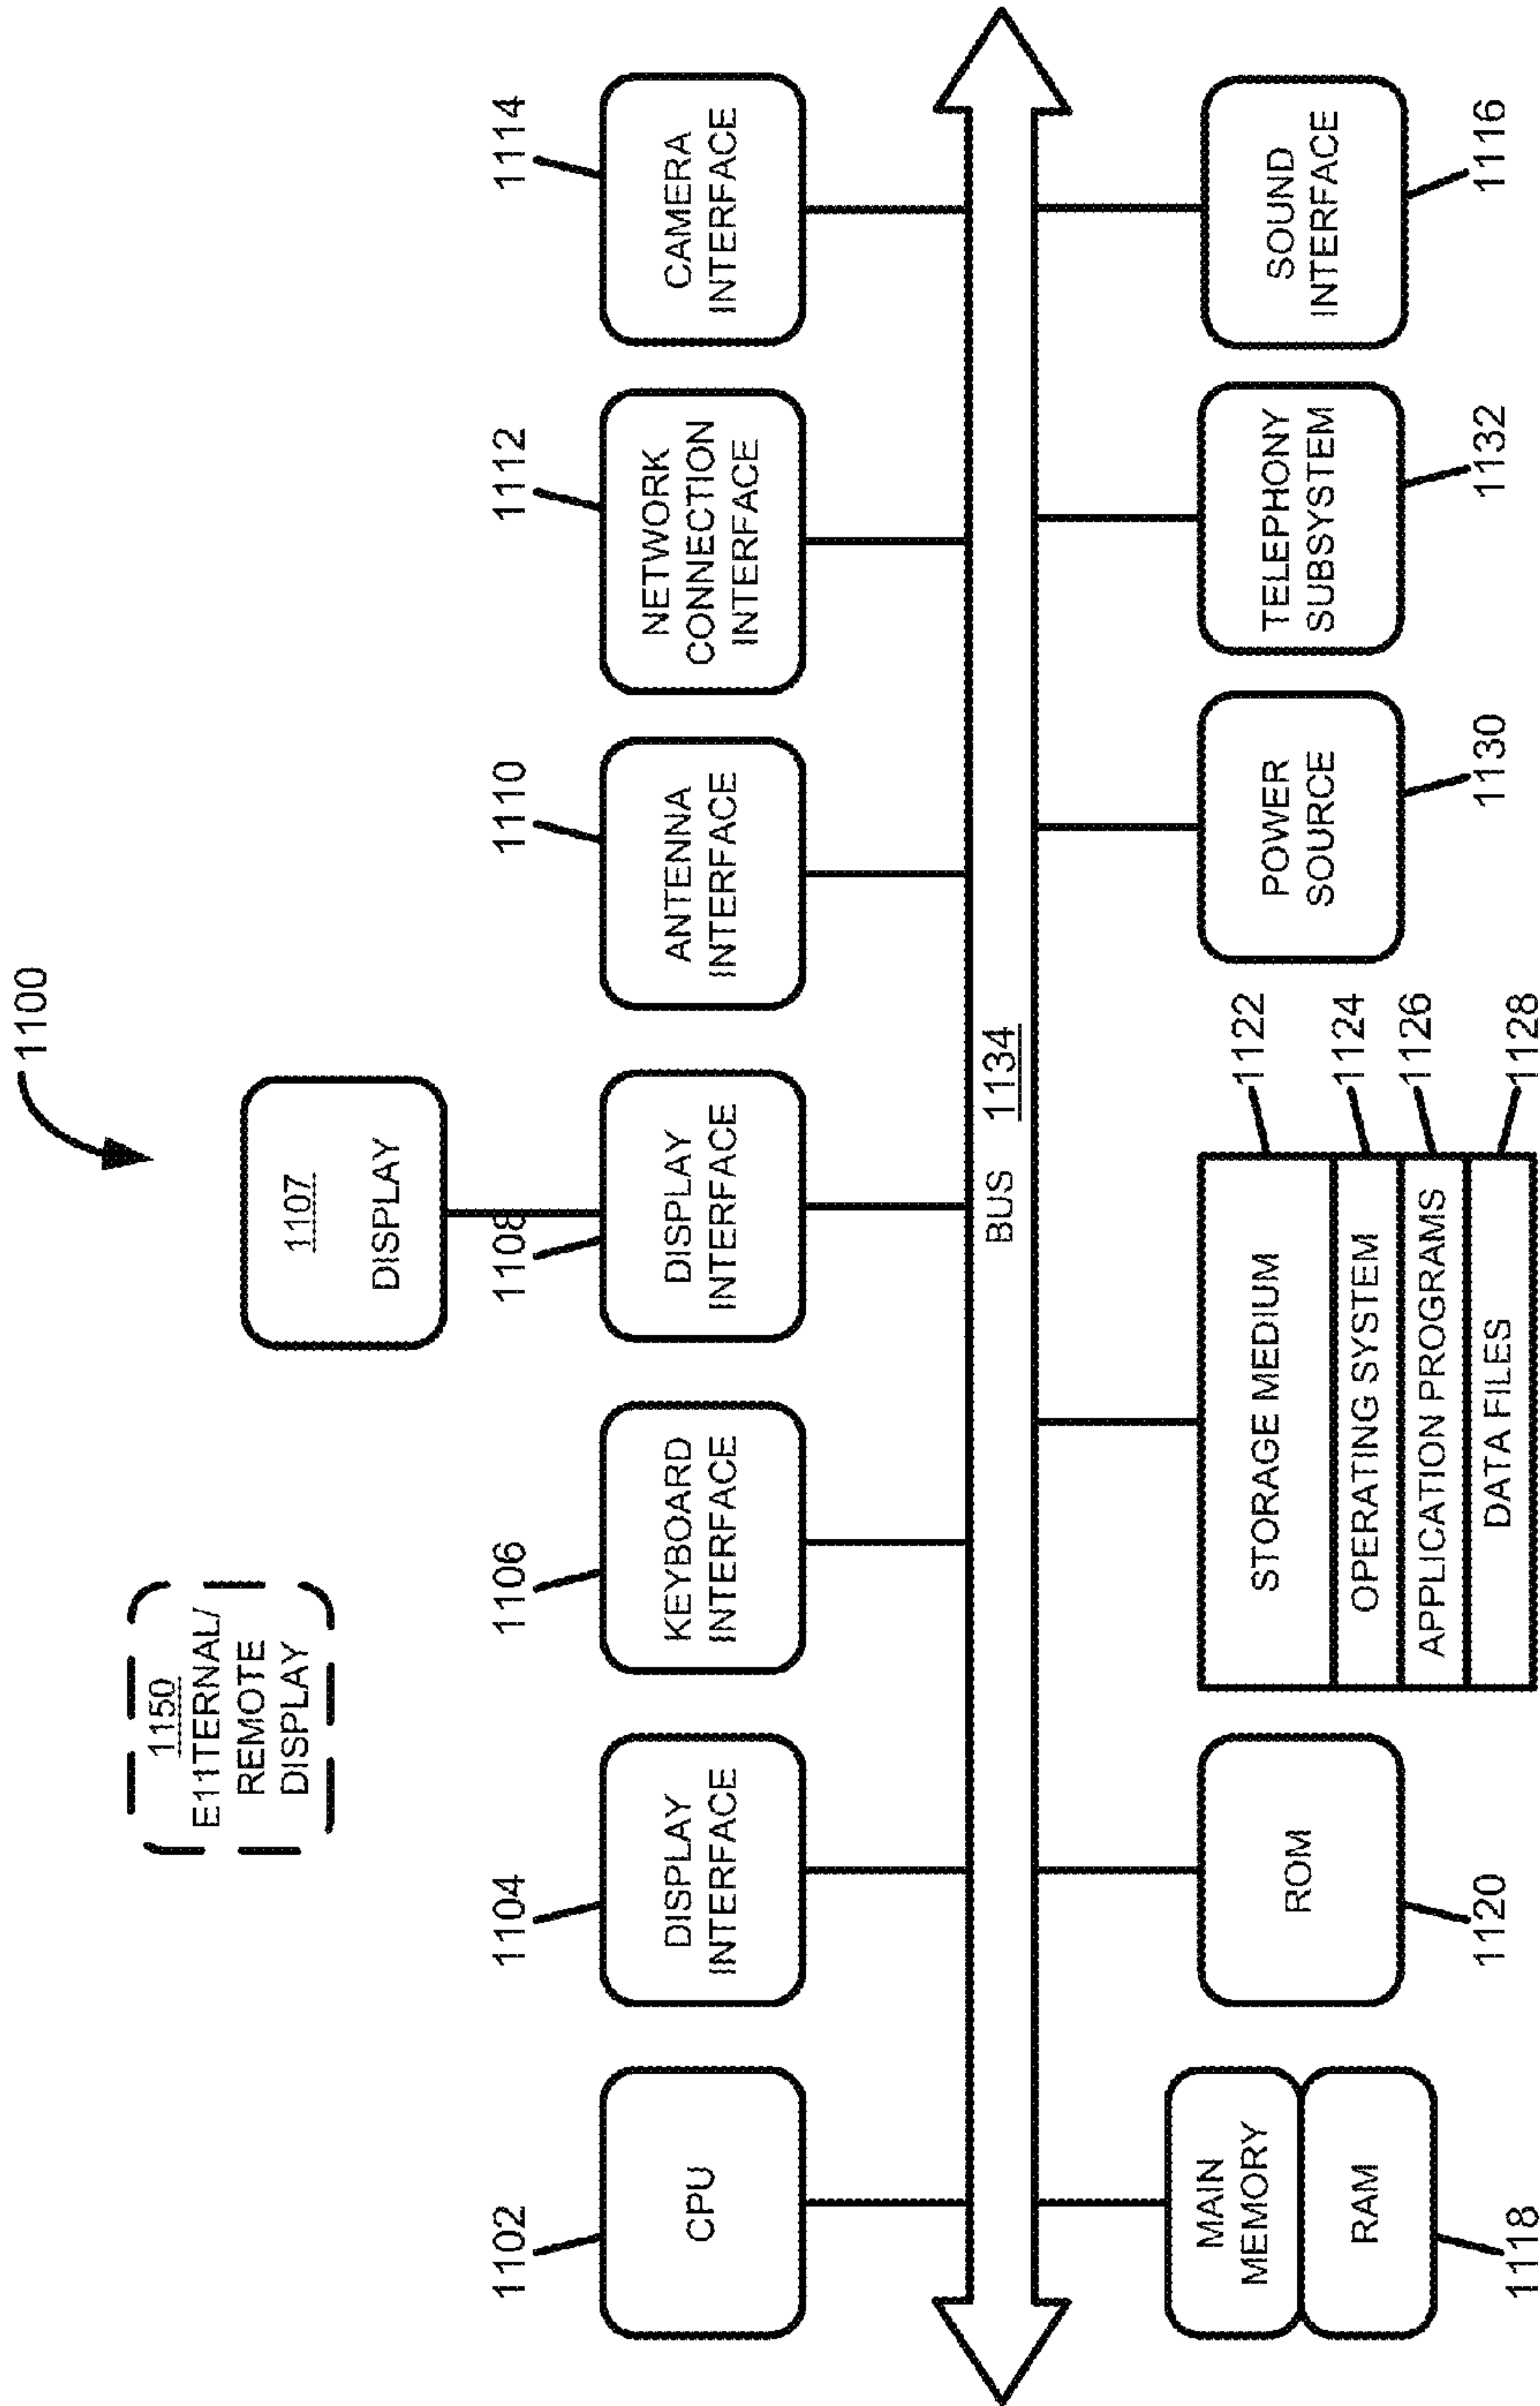 1100
1150
E11TERNAL/
REMOTE
DISPLAY
1107
DISPLAY
1102
CPU
1104
DISPLAY
INTERFACE
1106
KEYBOARD
INTERFACE
1108
DISPLAY
INTERFACE
1110
ANTENNA
INTERFACE
1112
NETWORK
CONNECTION
INTERFACE
1114
CAMERA
INTERFACE
BUS 1134
MAIN
MEMORY
RAM
1118
ROM
1120
STORAGE MEDIUM
1122
OPERATING SYSTEM
1124
APPLICATION PROGRAMS
1126
DATA FILES
1128
POWER
SOURCE
1130
TELEPHONY
SUBSYSTEM
1132
SOUND
INTERFACE
1116